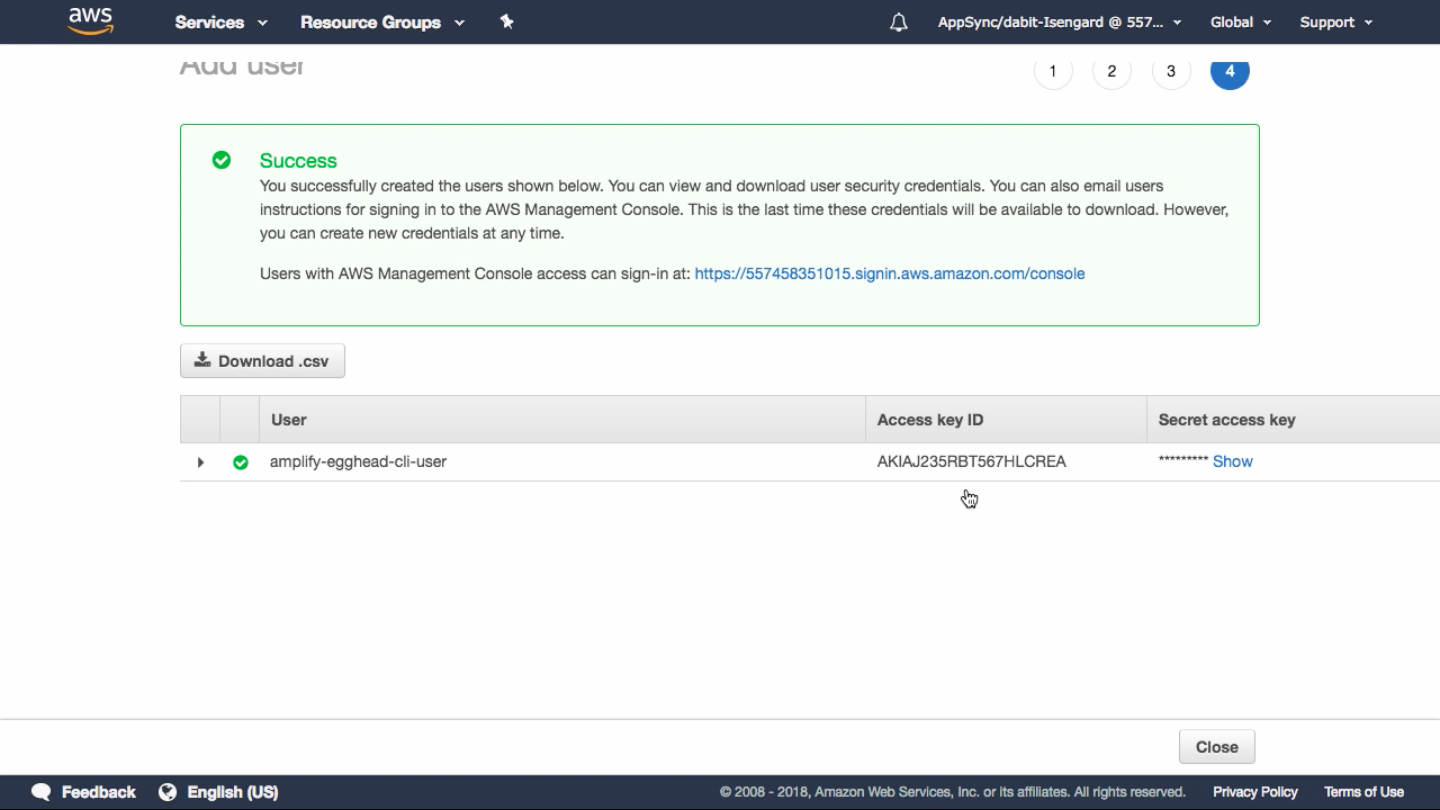 aws Services Resource Groups AppSync/dabit-Isengard @ 557... Global Support
Add user 1 2 3 4
Success
You successfully created the users shown below. You can view and download user security credentials. You can also email users
instructions for signing in to the AWS Management Console. This is the last time these credentials will be available to download. However,
you can create new credentials at any time.
Users with AWS Management Console access can sign-in at: https://557458351015.signin.aws.amazon.com/console
Download .csv
User Access key ID Secret access key
amplify-egghead-cli-user AKIAJ235RBT567HLCREA ********* Show
Close
Feedback English (US) © 2008 - 2018, Amazon Web Services, Inc. or its affiliates. All rights reserved. Privacy Policy Terms of Use